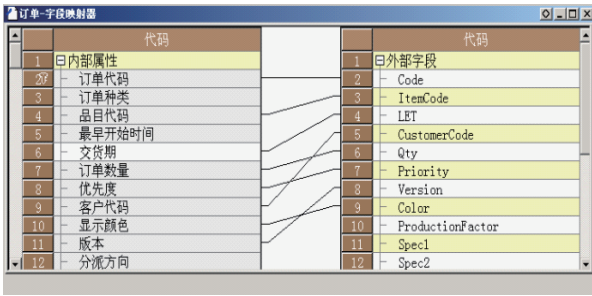 订单-字段映射器
代码 代码
1 内部属性 1 外部字段
订单代码 2 Code
3 订单种类 3 ItemCode
4 品目代码 4 LET
5 最早开始时间 5 CustomerCode
6 交货期 6 Qty
7 订单数量 7 Priority
8 优先度 8 Version
9 客户代码 9 Color
10 显示颜色 10 ProductionFactor
11 版本 11 Spec1
12 分派方向 12 Spec2